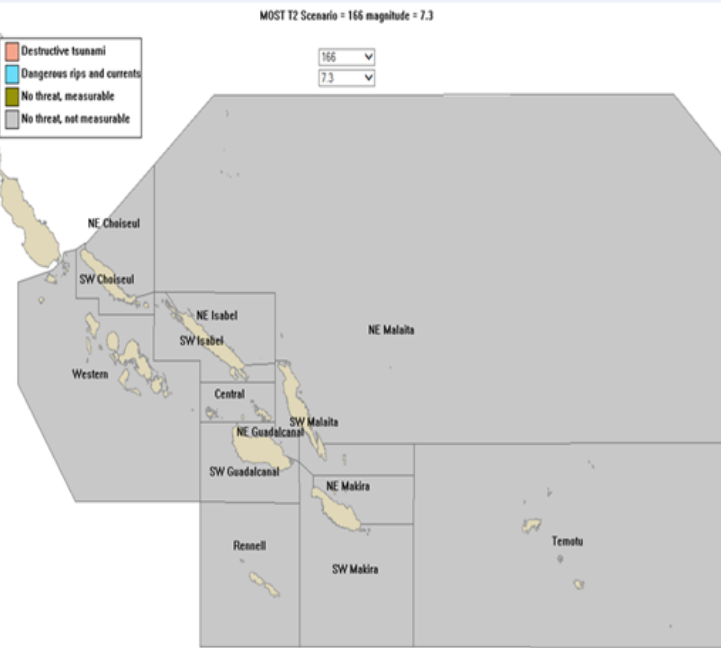 MOST T2 Scenario = 166 magnitude = 7.3
166
7.3
Destructive tsunami
Dangerous rips and currents
No threat, measurable
No threat, not measurable
NE Choiseul
SW Choiseul
NE Isabel
NE Malaita
SW Isabel
Western
Central
SW Malaita
NE Guadalcanal
SW Guadalcanal
NE Makira
Rennell
Temotu
SW Makira